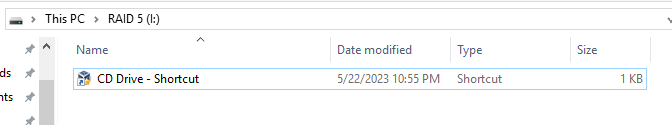 This PC > RAID 5 (I:)
Name Date modified Type Size
ds
CD Drive - Shortcut 5/22/2023 10:55 PM Shortcut 1 KB
nts